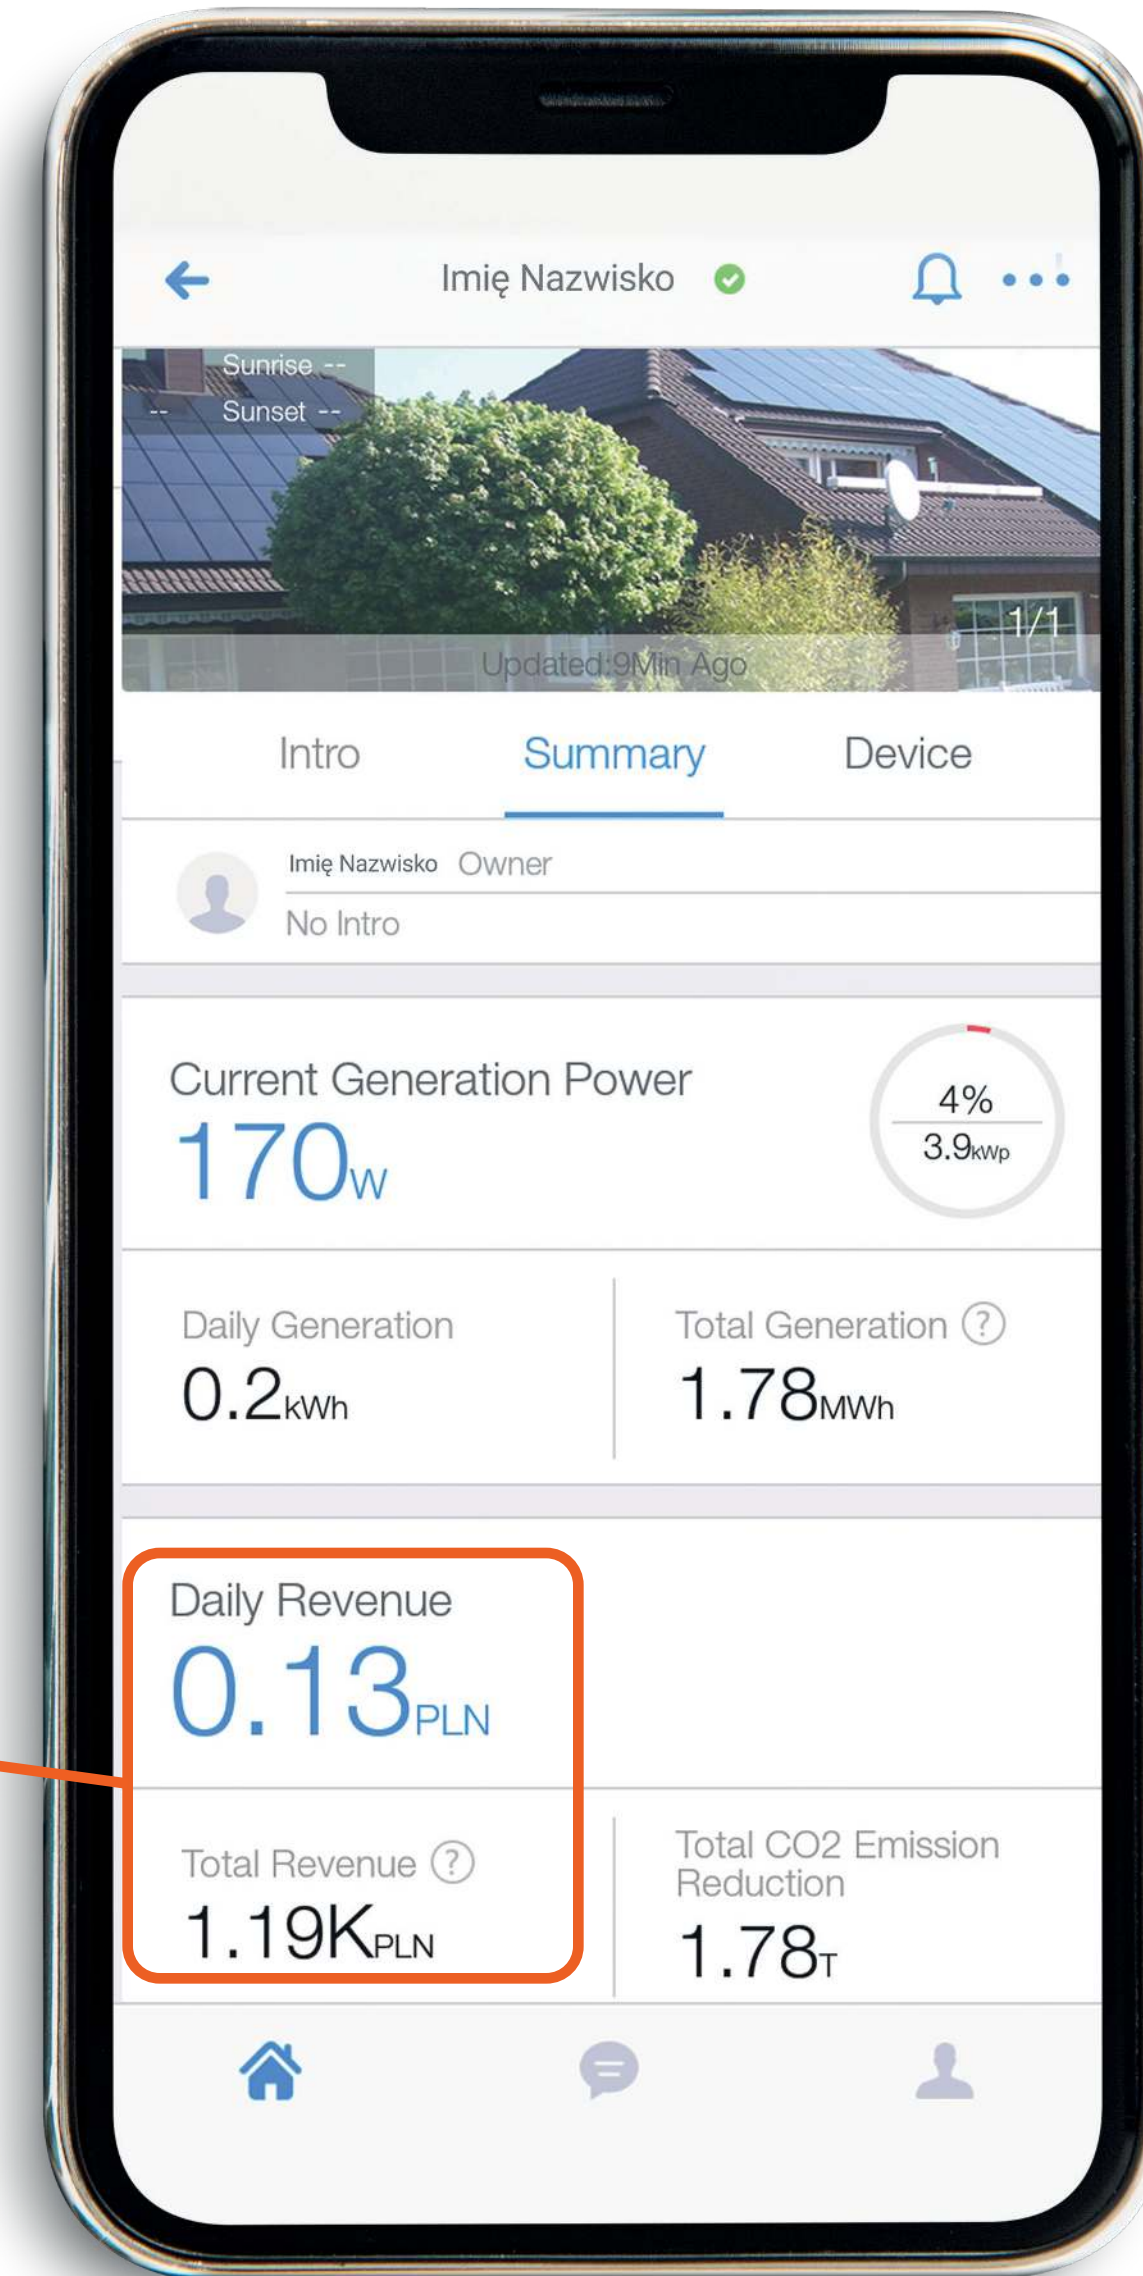 Imię Nazwisko
Sunrise --
-- Sunset --
1/1
Updated:9Min Ago
Intro Summary Device
Imię Nazwisko Owner
No Intro
Current Generation Power
170W
4%
3.9kWp
Daily Generation
0.2kWh
Total Generation ?
1.78MWh
Daily Revenue
0.13PLN
Total Revenue ?
1.19KPLN
Total CO2 Emission
Reduction
1.78T